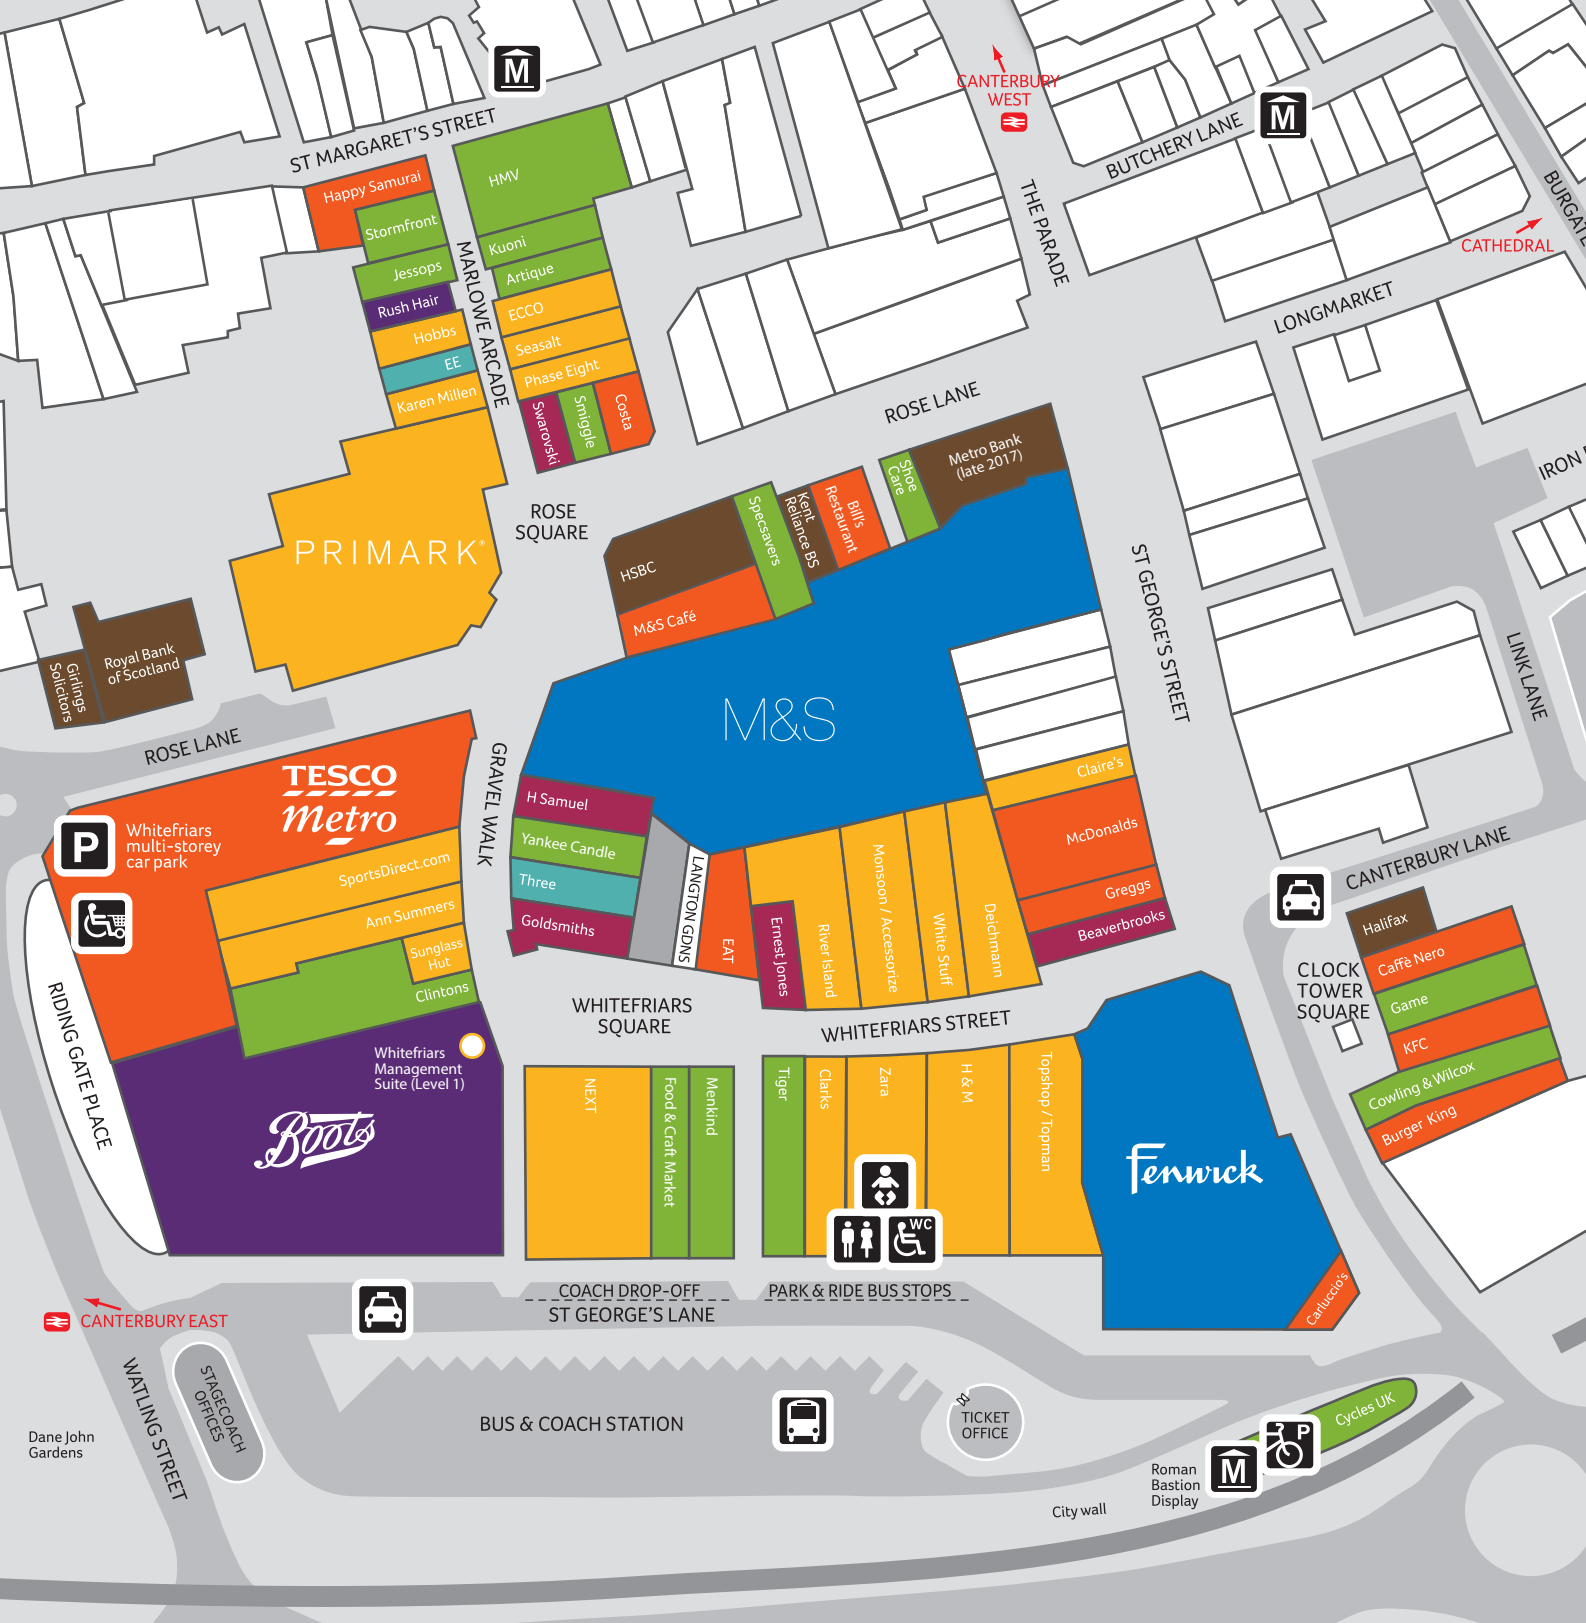 M
CANTERBURY
WEST
ST MARGARET'S STREET
M
BUTCHERY LANE
BURGATE
CATHEDRAL
THE PARADE
LONGMARKET
Happy Samurai
Stormfront
Jessops
Rush Hair
Hobbs
EE
Karen Millen
MARLOWE ARCADE
HMV
Kuoni
Artique
ECCO
Seasalt
Phase Eight
Swarovski
Smiggle
Costa
ROSE LANE
PRIMARK®
ROSE
SQUARE
HSBC
M&S Café
Specsavers
Kent
Reliance BS
Bill's
Restaurant
Shoe
Care
Metro Bank
(late 2017)
IRON
ST GEORGE'S STREET
LINK LANE
Royal Bank
of Scotland
Girlings
Solicitors
ROSE LANE
M&S
GRAVEL WALK
TESCO
metro
P
Whitefriars
multi-storey
car park
SportsDirect.com
Ann Summers
Sunglass
Hut
Clintons
H Samuel
Yankee Candle
Three
Goldsmiths
LANGTON GDNS
EAT
Ernest Jones
River Island
Monsoon / Accessorize
White Stuff
Deichmann
Claire's
McDonalds
Greggs
Beaverbrooks
CANTERBURY LANE
Halifax
Caffè Nero
Game
KFC
Cowling & Wilcox
Burger King
CLOCK
TOWER
SQUARE
RIDING GATE PLACE
WHITEFRIARS
SQUARE
WHITEFRIARS STREET
Whitefriars
Management
Suite (Level 1)
Boots
NEXT
Food & Craft Market
Menkind
Tiger
Clarks
Zara
H & M
Topshop / Topman
WC
Fenwick
Carluccio's
COACH DROP-OFF
PARK & RIDE BUS STOPS
ST GEORGE'S LANE
CANTERBURY EAST
WATLING STREET
STAGECOACH
OFFICES
BUS & COACH STATION
TICKET
OFFICE
Dane John
Gardens
Cycles UK
P
M
Roman
Bastion
Display
City wall